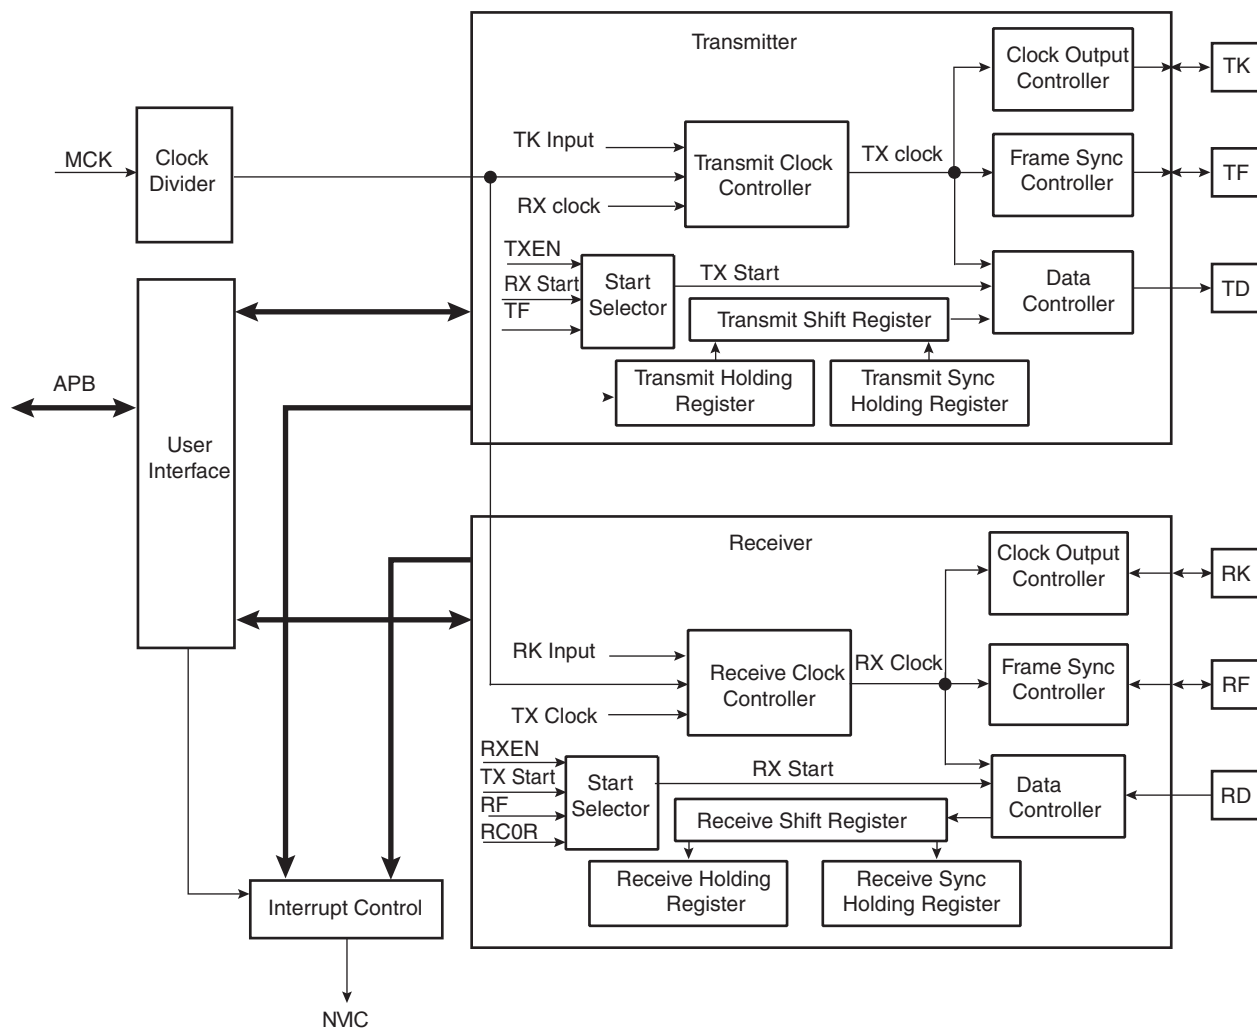 Transmitter
Clock Output
Controller
TK
MCK
Clock
Divider
TK Input
Transmit Clock
Controller
TX clock
Frame Sync
Controller
TF
RX clock
TXEN
RX Start
TF
Start
Selector
TX Start
Data
Controller
TD
Transmit Shift Register
APB
Transmit Holding
Register
Transmit Sync
Holding Register
User
Interface
Receiver
Clock Output
Controller
RK
RK Input
Receive Clock
Controller
RX Clock
Frame Sync
Controller
RF
TX Clock
RXEN
TX Start
RF
RC0R
Start
Selector
RX Start
Data
Controller
RD
Receive Shift Register
Receive Holding
Register
Receive Sync
Holding Register
Interrupt Control
NVIC